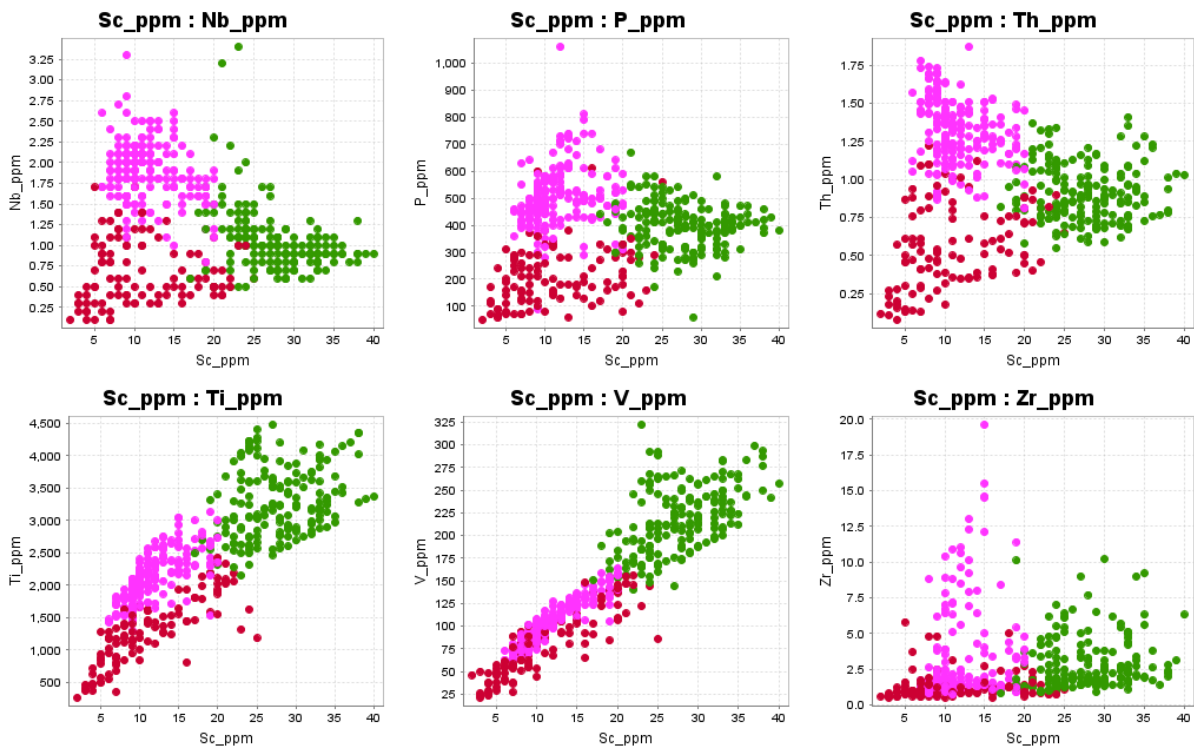 Sc_ppm : Nb_ppm
Nb_ppm
3.25
3.00
2.75
2.50
2.25
2.00
1.75
1.50
1.25
1.00
0.75
0.50
0.25
5 10 15 20 25 30 35 40
Sc_ppm
Sc_ppm : P_ppm
P_ppm
1,000
900
800
700
600
500
400
300
200
100
5 10 15 20 25 30 35 40
Sc_ppm
Sc_ppm : Th_ppm
Th_ppm
1.75
1.50
1.25
1.00
0.75
0.50
0.25
5 10 15 20 25 30 35 40
Sc_ppm
Sc_ppm : Ti_ppm
Ti_ppm
4,500
4,000
3,500
3,000
2,500
2,000
1,500
1,000
500
5 10 15 20 25 30 35 40
Sc_ppm
Sc_ppm : V_ppm
V_ppm
325
300
275
250
225
200
175
150
125
100
75
50
25
5 10 15 20 25 30 35 40
Sc_ppm
Sc_ppm : Zr_ppm
Zr_ppm
20.0
17.5
15.0
12.5
10.0
7.5
5.0
2.5
0.0
5 10 15 20 25 30 35 40
Sc_ppm